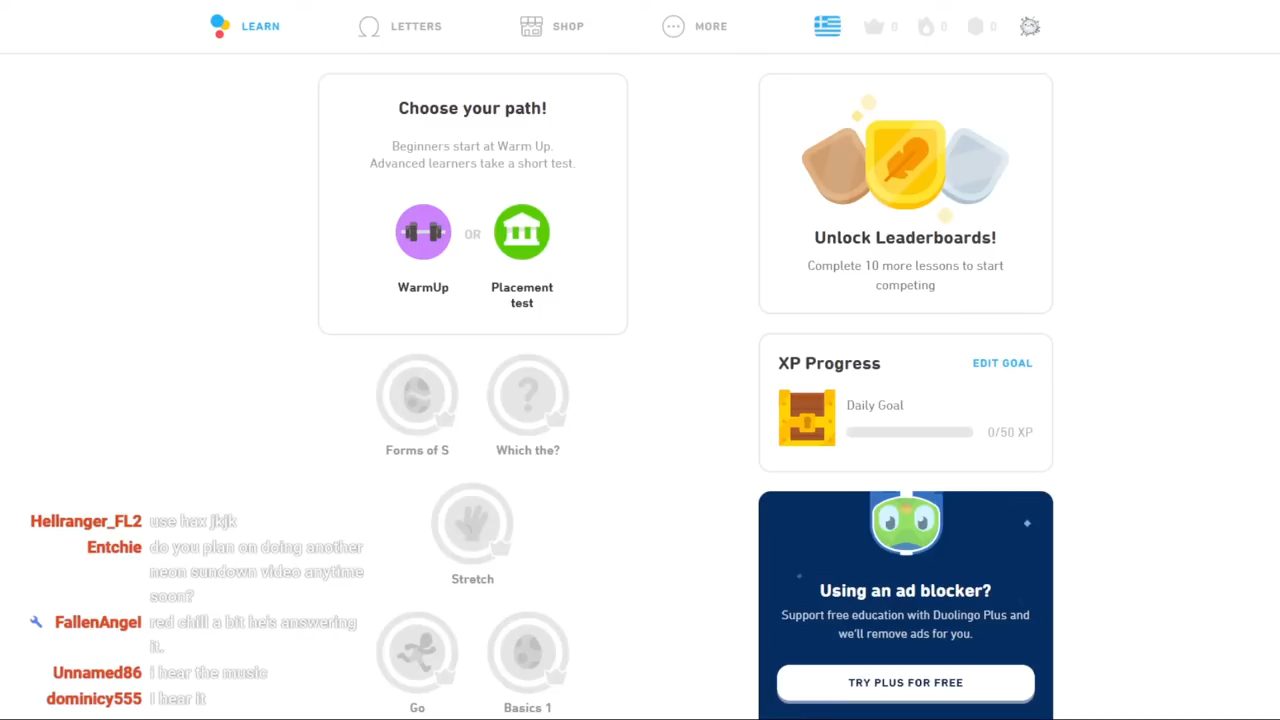 LEARN
LETTERS
SHOP
MORE
0
0
0
Choose your path!
Beginners start at Warm Up.
Advanced learners take a short test.
OR
WarmUp
Placement
test
Unlock Leaderboards!
Complete 10 more lessons to start
competing
XP Progress
EDIT GOAL
Daily Goal
0/50 XP
?
Forms of S
Which the?
Stretch
Go
Basics 1
Using an ad blocker?
Support free education with Duolingo Plus and
we'll remove ads for you.
TRY PLUS FOR FREE
Hellranger_FL2 use hax jkjk
Entchie do you plan on doing another
neon sundown video anytime
soon?
FallenAngel red chill a bit he's answering
it.
Unnamed86 i hear the music
dominicy555 I hear it